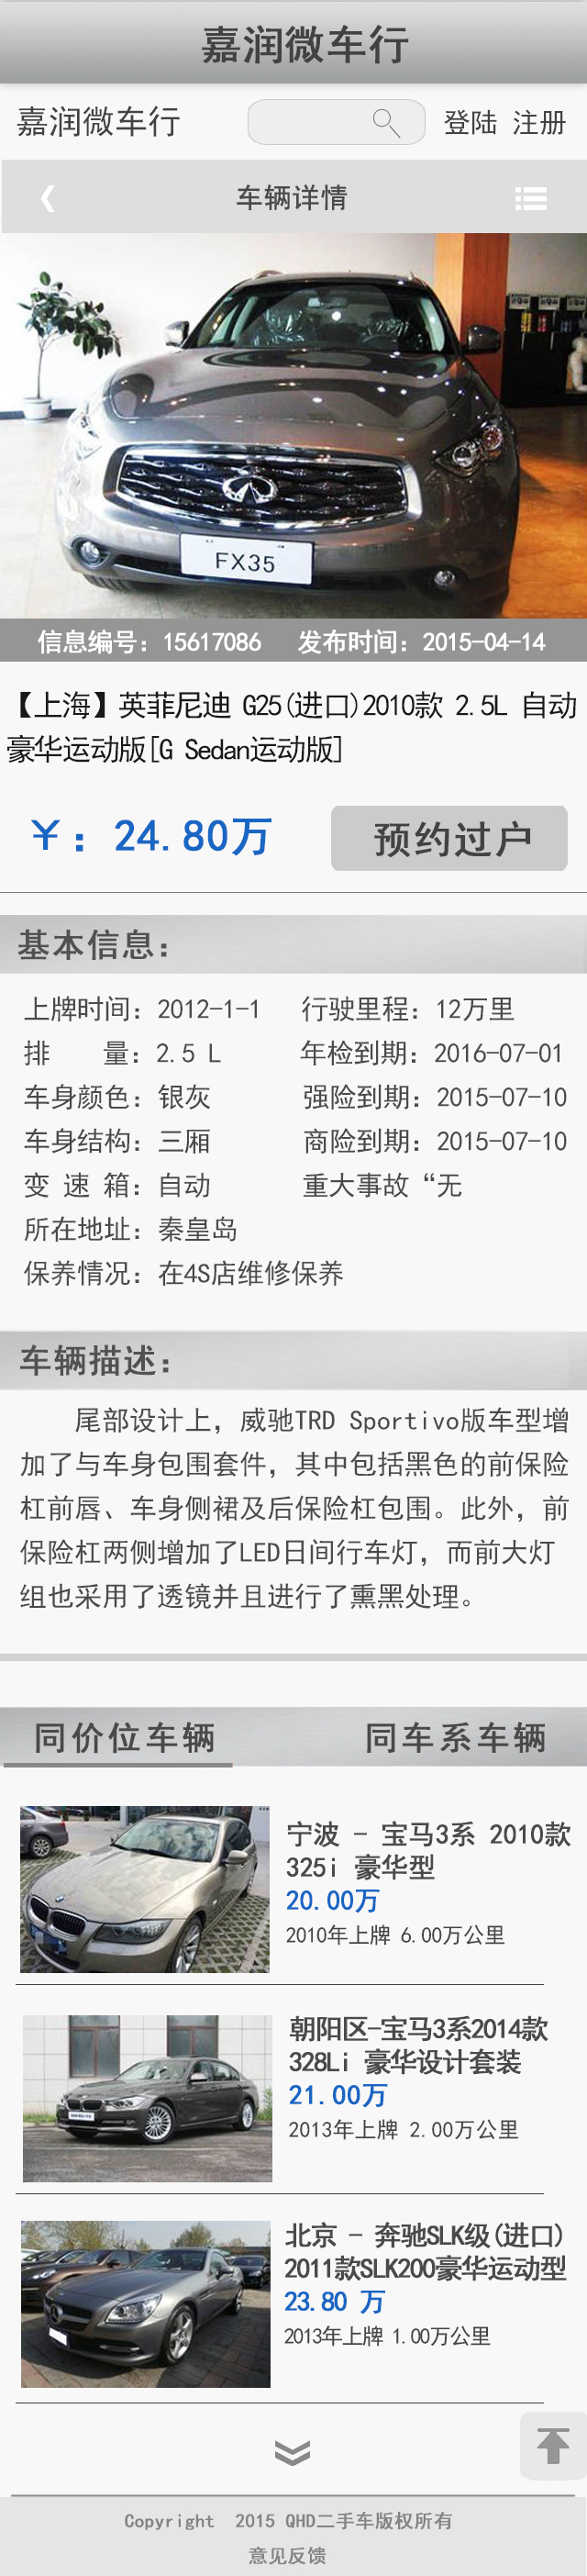 嘉润微车行
嘉润微车行 登陆 注册
车辆详情
FX35
信息编号：15617086 发布时间：2015-04-14
【上海】英菲尼迪 G25(进口)2010款 2.5L 自动
豪华运动版[G Sedan运动版]
￥：24.80万 预约过户
基本信息：
上牌时间：2012-1-1 行驶里程：12万里
排 量：2.5 L 年检到期：2016-07-01
车身颜色：银灰 强险到期：2015-07-10
车身结构：三厢 商险到期：2015-07-10
变 速 箱：自动 重大事故“无
所在地址：秦皇岛
保养情况：在4S店维修保养
车辆描述：
尾部设计上，威驰TRD Sportivo版车型增
加了与车身包围套件，其中包括黑色的前保险
杠前唇、车身侧裙及后保险杠包围。此外，前
保险杠两侧增加了LED日间行车灯，而前大灯
组也采用了透镜并且进行了熏黑处理。
同价位车辆 同车系车辆
宁波 - 宝马3系 2010款
325i 豪华型
20.00万
2010年上牌 6.00万公里
朝阳区-宝马3系2014款
328Li 豪华设计套装
21.00万
2013年上牌 2.00万公里
北京 - 奔驰SLK级(进口)
2011款SLK200豪华运动型
23.80 万
2013年上牌 1.00万公里
Copyright 2015 QHD二手车版权所有
意见反馈